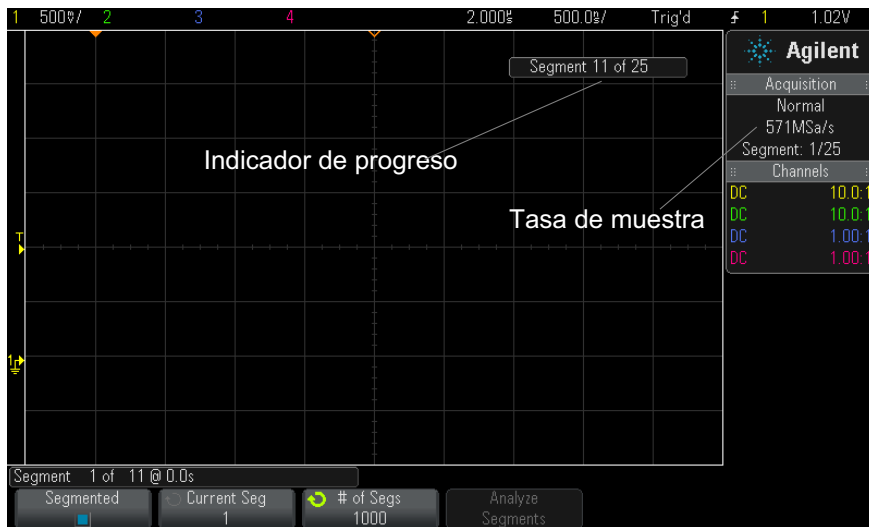 1 500▽/ 2 3 4 2.000s 500.0s/ Trig'd 1 1.02V
Segment 11 of 25
Agilent
Acquisition
Normal
571MSa/s
Segment: 1/25
Channels
DC 10.0:1
DC 10.0:1
DC 1.00:1
DC 1.00:1
Indicador de progreso
Tasa de muestra
T
1
Segment 1 of 11 @ 0.0s
Segmented
Current Seg
1
# of Segs
1000
Analyze
Segments